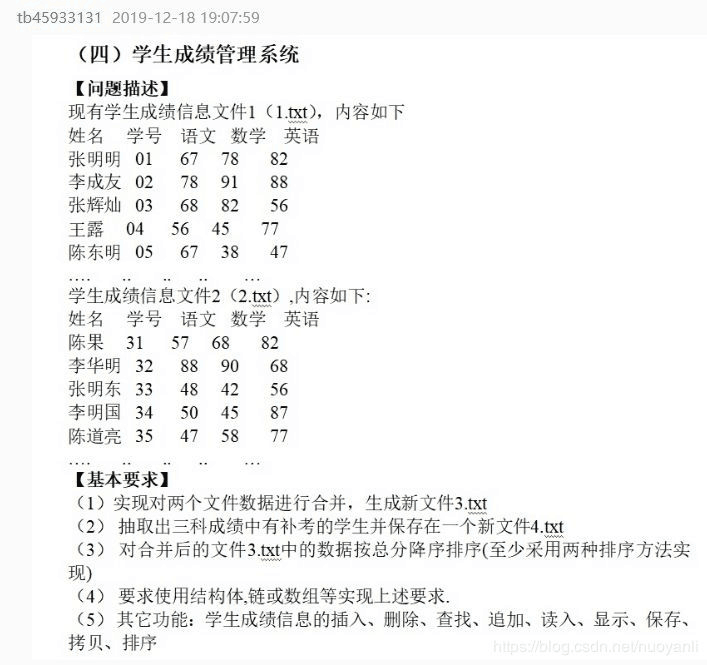 tb45933131 2019-12-18 19:07:59
（四）学生成绩管理系统
【问题描述】
现有学生成绩信息文件1（1.txt），内容如下
姓名 学号 语文 数学 英语
张明明 01 67 78 82
李成友 02 78 91 88
张辉灿 03 68 82 56
王露 04 56 45 77
陈东明 05 67 38 47
.... .. .. .. ...
学生成绩信息文件2（2.txt）,内容如下:
姓名 学号 语文 数学 英语
陈果 31 57 68 82
李华明 32 88 90 68
张明东 33 48 42 56
李明国 34 50 45 87
陈道亮 35 47 58 77
.... .. .. .. ...
【基本要求】
（1）实现对两个文件数据进行合并，生成新文件3.txt
（2） 抽取出三科成绩中有补考的学生并保存在一个新文件4.txt
（3） 对合并后的文件3.txt中的数据按总分降序排序(至少采用两种排序方法实
现)
（4） 要求使用结构体,链或数组等实现上述要求.
（5） 其它功能：学生成绩信息的插入、删除、查找、追加、读入、显示、保存、
拷贝、排序
https://blog.csdn.net/nuoyanli